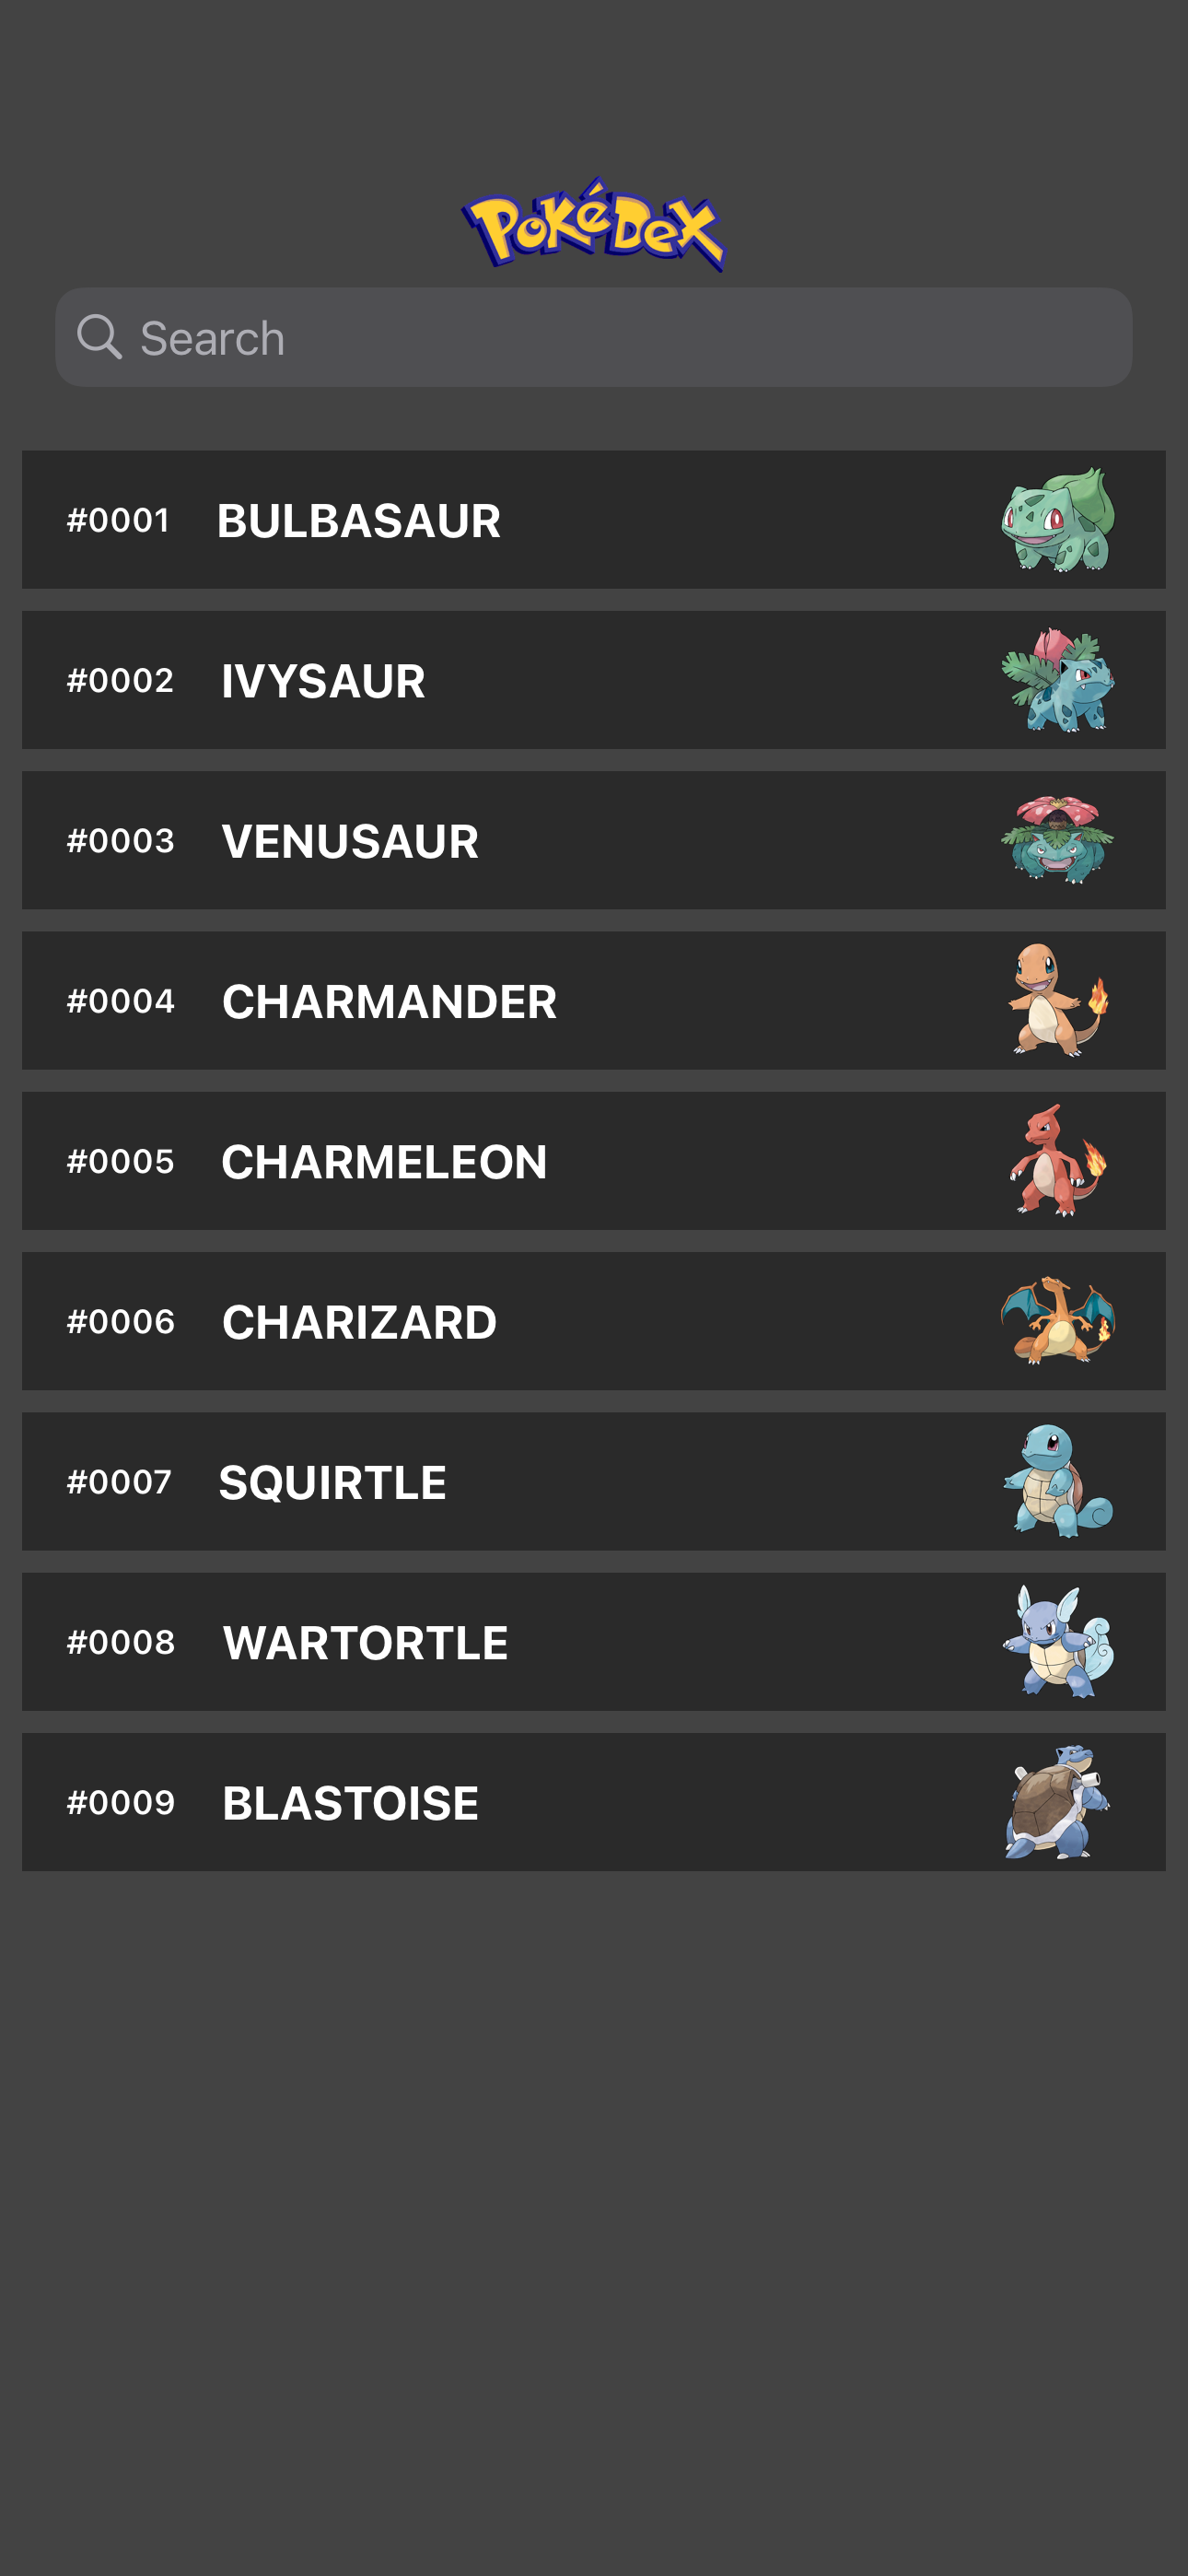 PoKéDeX
Search
#0001 BULBASAUR
#0002 IVYSAUR
#0003 VENUSAUR
#0004 CHARMANDER
#0005 CHARMELEON
#0006 CHARIZARD
#0007 SQUIRTLE
#0008 WARTORTLE
#0009 BLASTOISE